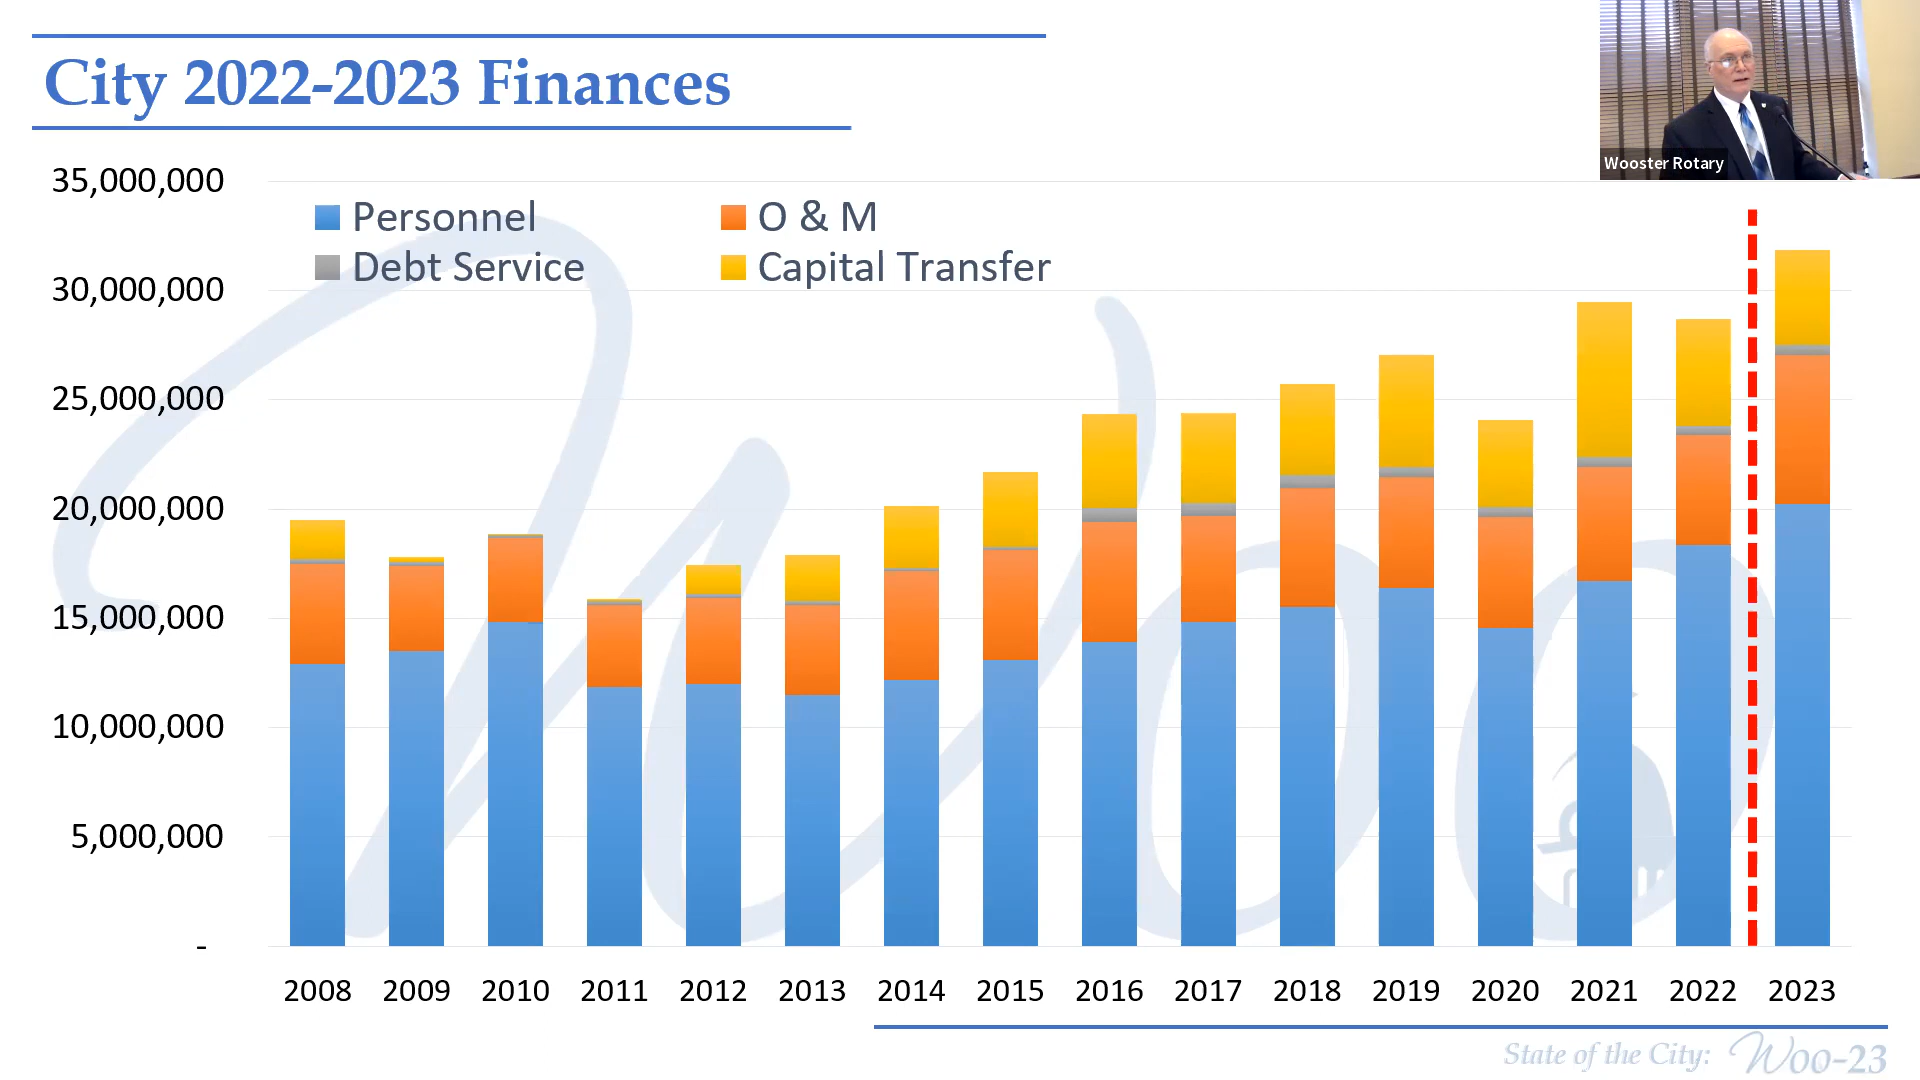 City 2022-2023 Finances
Wooster Rotary
35,000,000
30,000,000
25,000,000
20,000,000
15,000,000
10,000,000
5,000,000
-
Personnel
O & M
Debt Service
Capital Transfer
2008 2009 2010 2011 2012 2013 2014 2015 2016 2017 2018 2019 2020 2021 2022 2023
State of the City: Woo-23
Woo